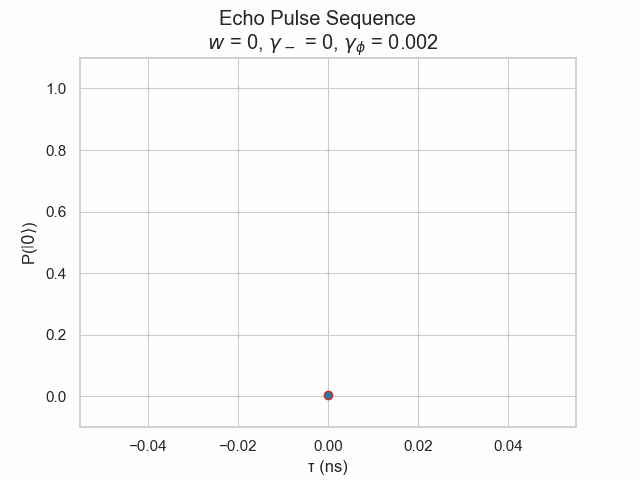 Echo Pulse Sequence
w = 0, γ₋ = 0, γᵩ = 0.002
1.0
0.8
0.6
0.4
0.2
0.0
P(|0⟩)
−0.04 −0.02 0.00 0.02 0.04
τ (ns)